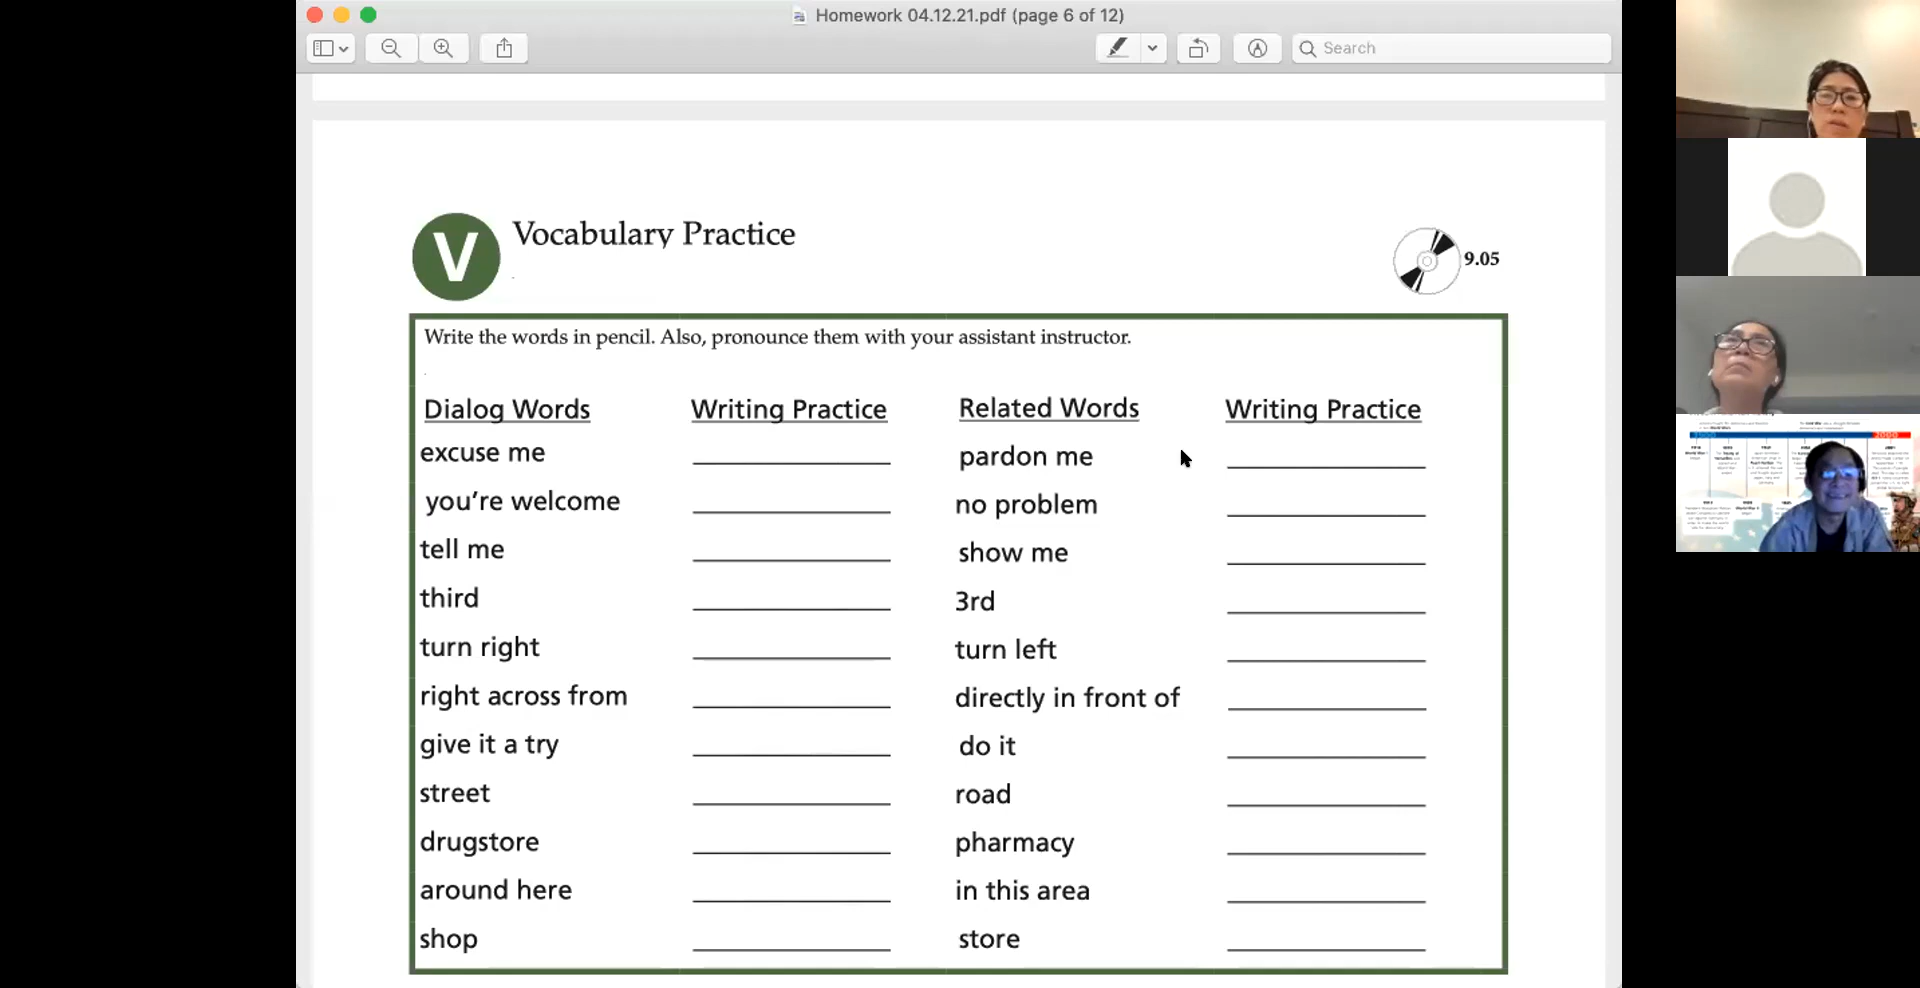 Homework 04.12.21.pdf (page 6 of 12)
Search
V
Vocabulary Practice
9.05
Write the words in pencil. Also, pronounce them with your assistant instructor.
Dialog Words Writing Practice Related Words Writing Practice
excuse me pardon me
you're welcome no problem
tell me show me
third 3rd
turn right turn left
right across from directly in front of
give it a try do it
street road
drugstore pharmacy
around here in this area
shop store